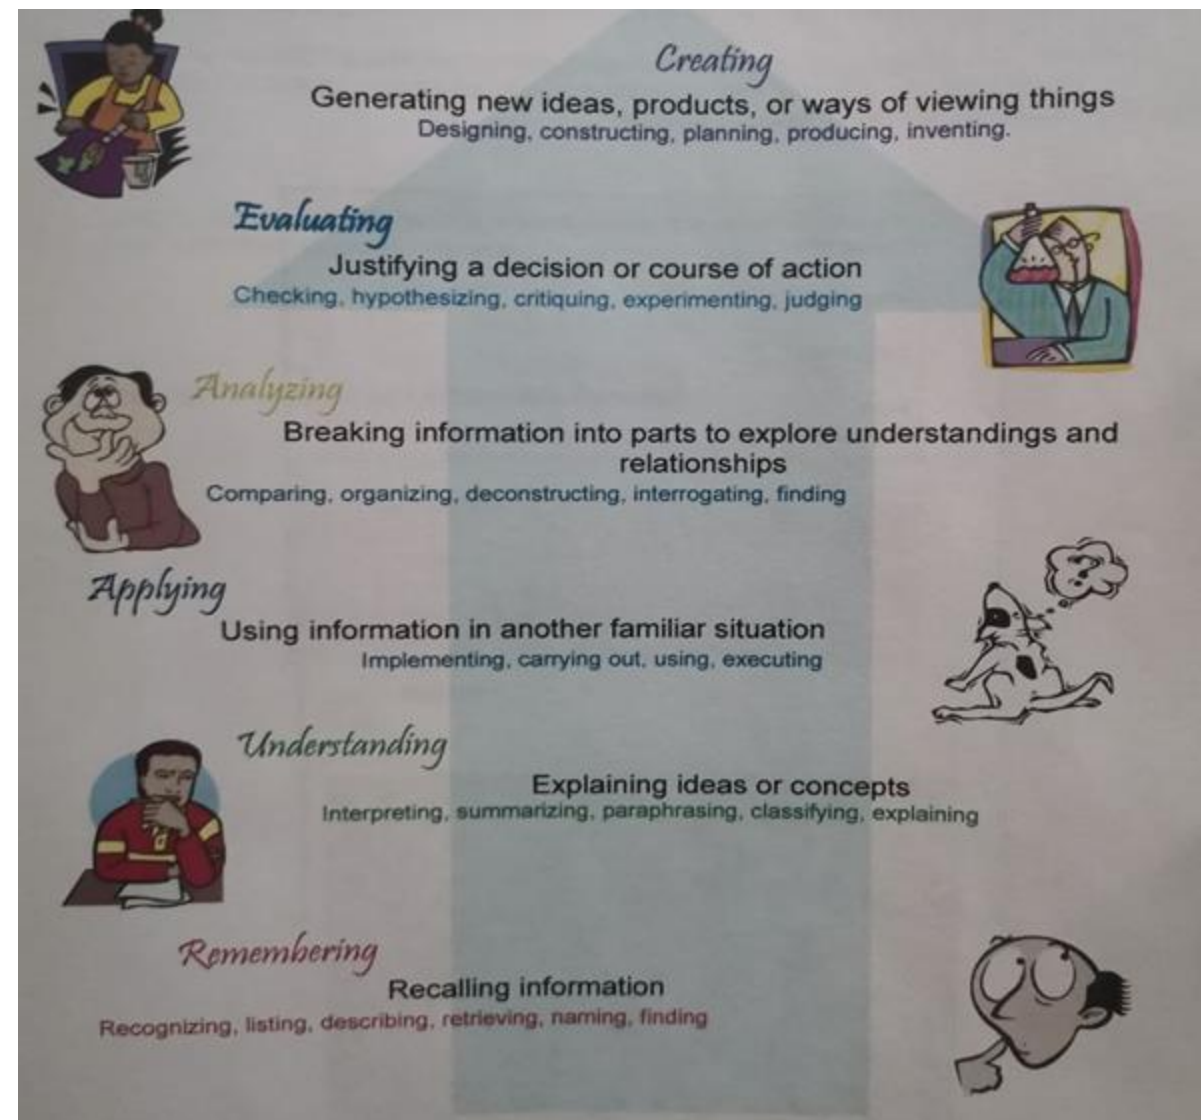 Creating
Generating new ideas, products, or ways of viewing things
Designing, constructing, planning, producing, inventing.
Evaluating
Justifying a decision or course of action
Checking, hypothesizing, critiquing, experimenting, judging
Analyzing
Breaking information into parts to explore understandings and
relationships
Comparing, organizing, deconstructing, interrogating, finding
Applying
Using information in another familiar situation
Implementing, carrying out, using, executing
Understanding
Explaining ideas or concepts
Interpreting, summarizing, paraphrasing, classifying, explaining
Remembering
Recalling information
Recognizing, listing, describing, retrieving, naming, finding